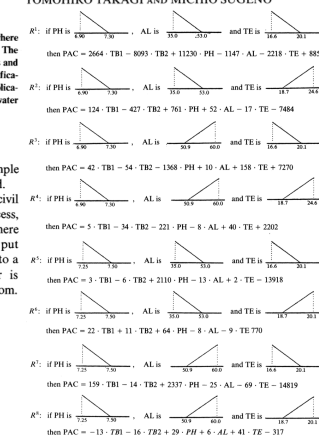 TOMOHIRO TAKAGI AND MICHIO SUGENO
here
The
s and
fica-
plica-
vater
mple
d.
civil
cess,
here
put
to a
r is
om.
R¹: if PH is 6.90 7.30 , AL is 35.0 53.0 and TE is 16.6 20.1
then PAC = 2664 · TB1 − 8093 · TB2 + 11230 · PH − 1147 · AL − 2218 · TE + 885
R²: if PH is 6.90 7.30 , AL is 35.0 53.0 and TE is 18.7 24.6
then PAC = 124 · TB1 − 427 · TB2 + 761 · PH + 52 · AL − 17 · TE − 7484
R³: if PH is 6.90 7.30 , AL is 50.9 60.0 and TE is 16.6 20.1
then PAC = 42 · TB1 − 54 · TB2 − 1368 · PH + 10 · AL + 158 · TE + 7270
R⁴: if PH is 6.90 7.30 , AL is 50.9 60.0 and TE is 18.7 24.6
then PAC = 5 · TB1 − 34 · TB2 − 221 · PH − 8 · AL + 40 · TE + 2202
R⁵: if PH is 7.25 7.50 , AL is 35.0 53.0 and TE is 16.6 20.1
then PAC = 3 · TB1 − 6 · TB2 + 2110 · PH − 13 · AL + 2 · TE − 13918
R⁶: if PH is 7.25 7.50 , AL is 50.9 60.0 and TE is 18.7 20.1
then PAC = 22 · TB1 + 11 · TB2 + 64 · PH − 8 · AL − 9 · TE 770
R⁷: if PH is 7.25 7.50 , AL is 50.9 60.0 and TE is 16.6 20.1
then PAC = 159 · TB1 − 14 · TB2 + 2337 · PH − 25 · AL − 69 · TE − 14819
R⁸: if PH is 7.25 7.50 , AL is 50.9 60.0 and TE is 18.7 20.1
then PAC = −13 · TB1 − 16 · TB2 + 29 · PH + 6 · AL + 41 · TE − 317